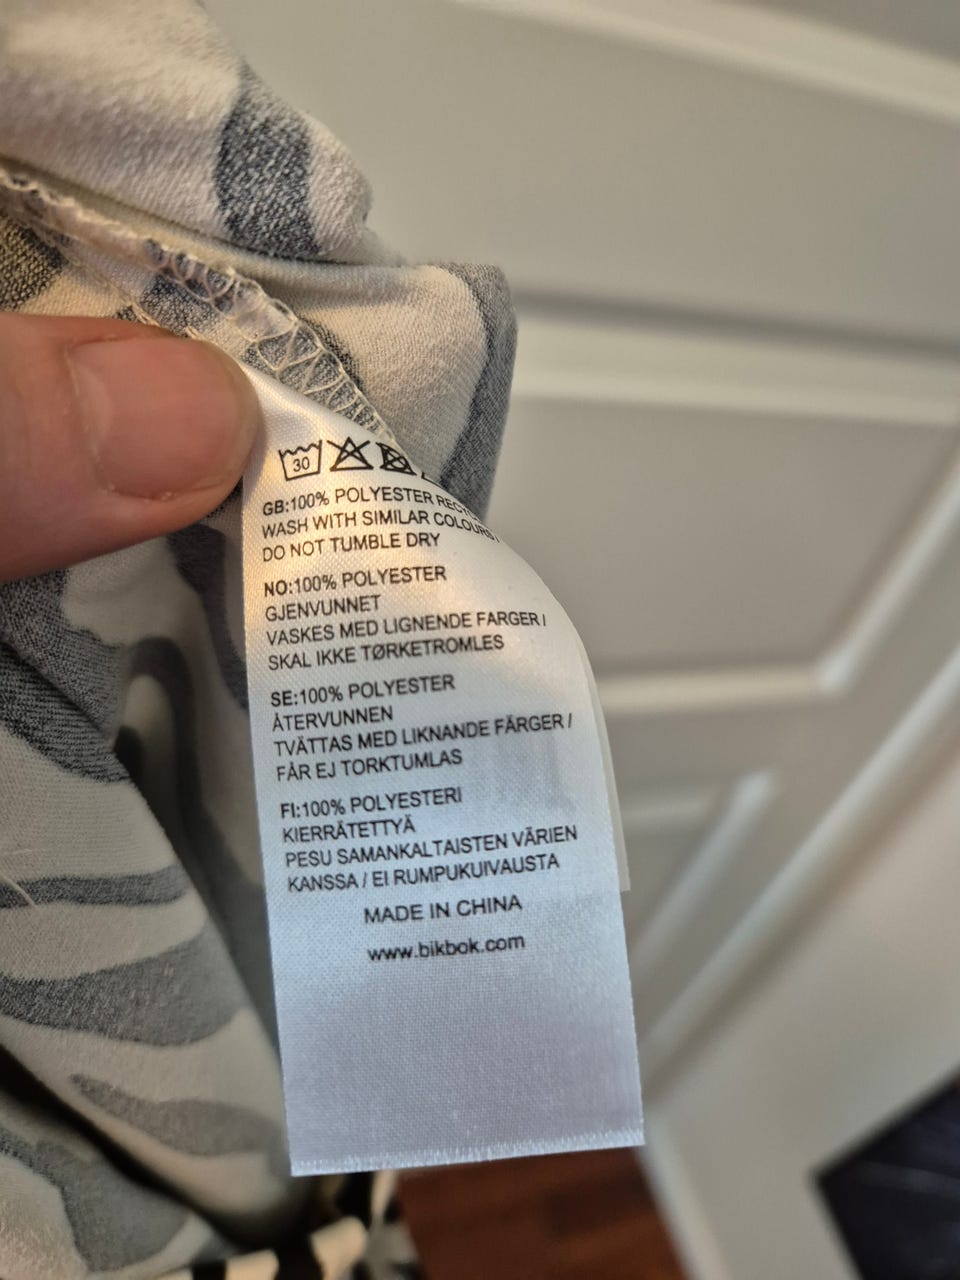 30
GB:100% POLYESTER
WASH WITH SIMILAR COLOURS /
DO NOT TUMBLE DRY
NO:100% POLYESTER
GJENVUNNET
VASKES MED LIGNENDE FARGER /
SKAL IKKE TØRKETROMLES
SE:100% POLYESTER
ÅTERVUNNEN
TVÄTTAS MED LIKNANDE FÄRGER /
FÅR EJ TORKTUMLAS
FI:100% POLYESTERI
KIERRÄTETTYÄ
PESU SAMANKALTAISTEN VÄRIEN
KANSSA / EI RUMPUKUIVAUSTA
MADE IN CHINA
www.bikbok.com